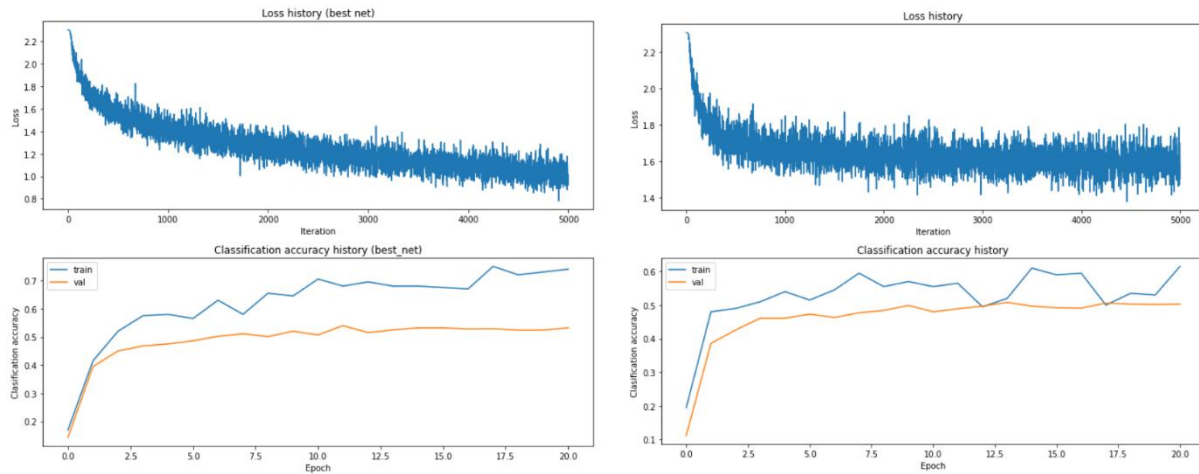 Loss history (best net)
2.2
2.0
1.8
1.6
1.4
1.2
1.0
0.8
Loss
0 1000 2000 3000 4000 5000
Iteration
Classification accuracy history (best_net)
train
val
0.7
0.6
0.5
0.4
0.3
0.2
Clasification accuracy
0.0 2.5 5.0 7.5 10.0 12.5 15.0 17.5 20.0
Epoch
Loss history
2.2
2.0
1.8
1.6
1.4
Loss
0 1000 2000 3000 4000 5000
Iteration
Classification accuracy history
train
val
0.6
0.5
0.4
0.3
0.2
0.1
Clasification accuracy
0.0 2.5 5.0 7.5 10.0 12.5 15.0 17.5 20.0
Epoch